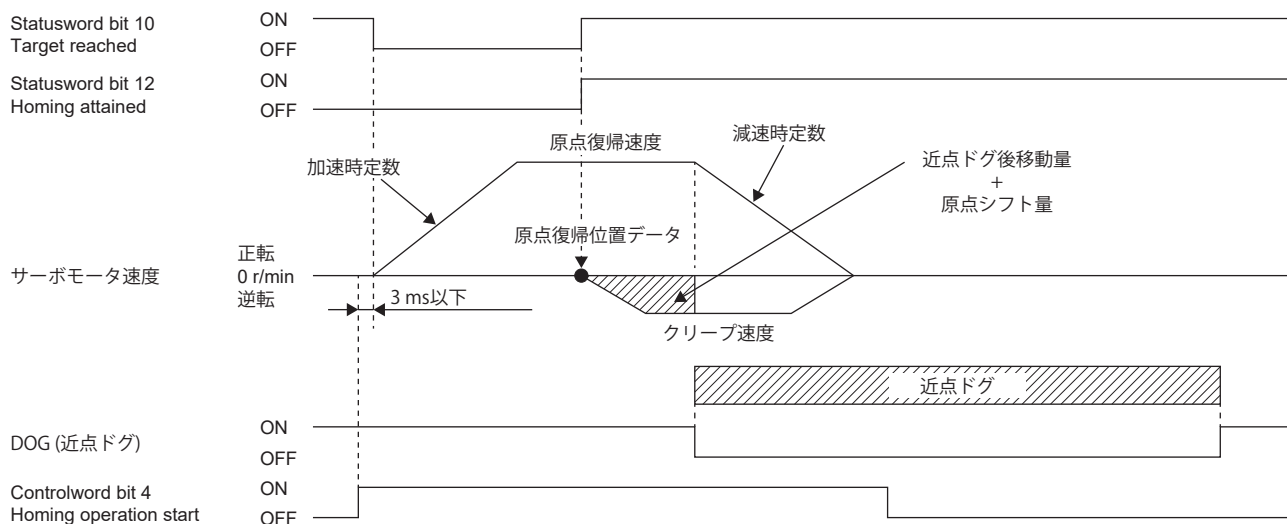 Statusword bit 10
Target reached
ON
OFF
Statusword bit 12
Homing attained
ON
OFF
原点復帰速度
減速時定数
加速時定数
近点ドグ後移動量
+
原点シフト量
原点復帰位置データ
サーボモータ速度
正転
0 r/min
逆転
3 ms以下
クリープ速度
近点ドグ
DOG (近点ドグ)
ON
OFF
Controlword bit 4
Homing operation start
ON
OFF